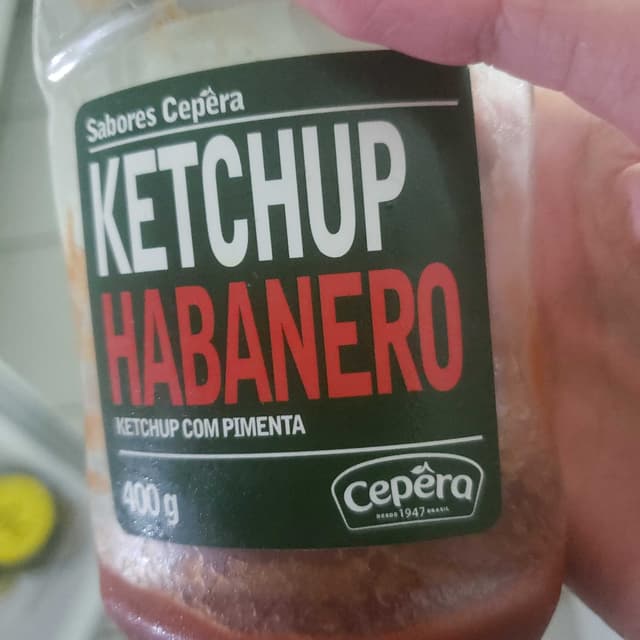 Sabores Cepêra
KETCHUP
HABANERO
KETCHUP COM PIMENTA
400 g
Cepêra
DESDE 1947 BRASIL